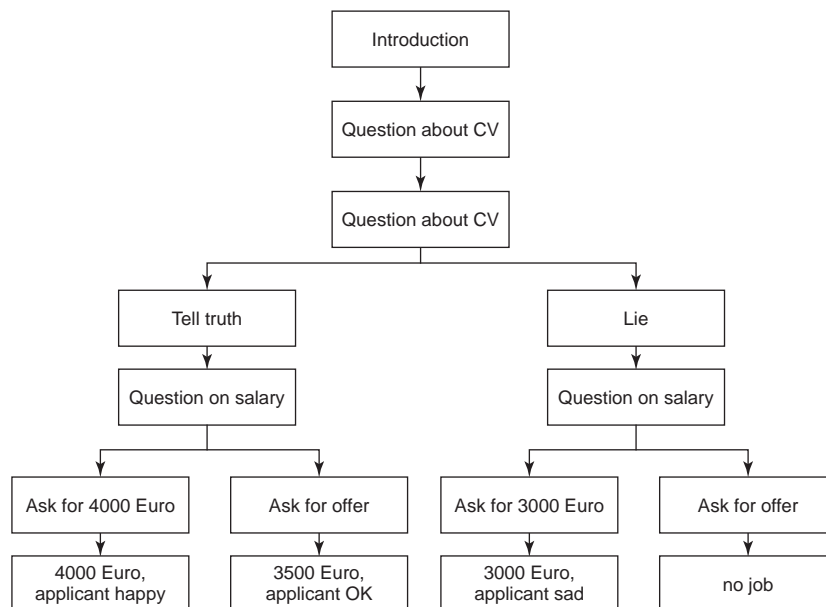 Introduction
Question about CV
Question about CV
Tell truth
Lie
Question on salary
Question on salary
Ask for 4000 Euro
Ask for offer
Ask for 3000 Euro
Ask for offer
4000 Euro,
applicant happy
3500 Euro,
applicant OK
3000 Euro,
applicant sad
no job